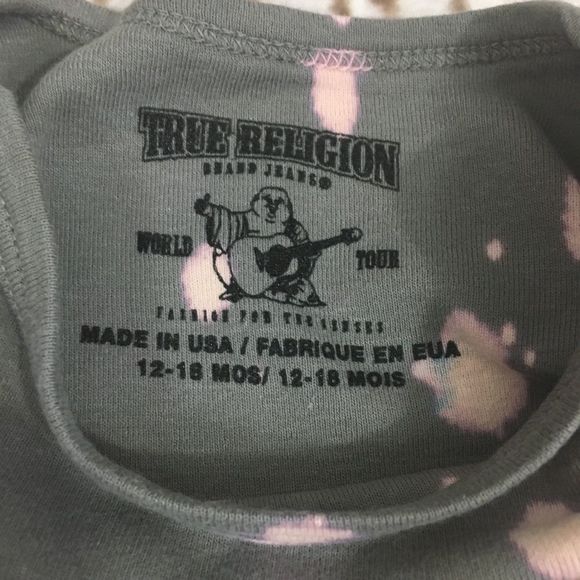 TRUE RELIGION
BRAND JEANS®
WORLD TOUR
FASHION FOR THE SENSES
MADE IN USA / FABRIQUE EN EUA
12-18 MOS/ 12-18 MOIS